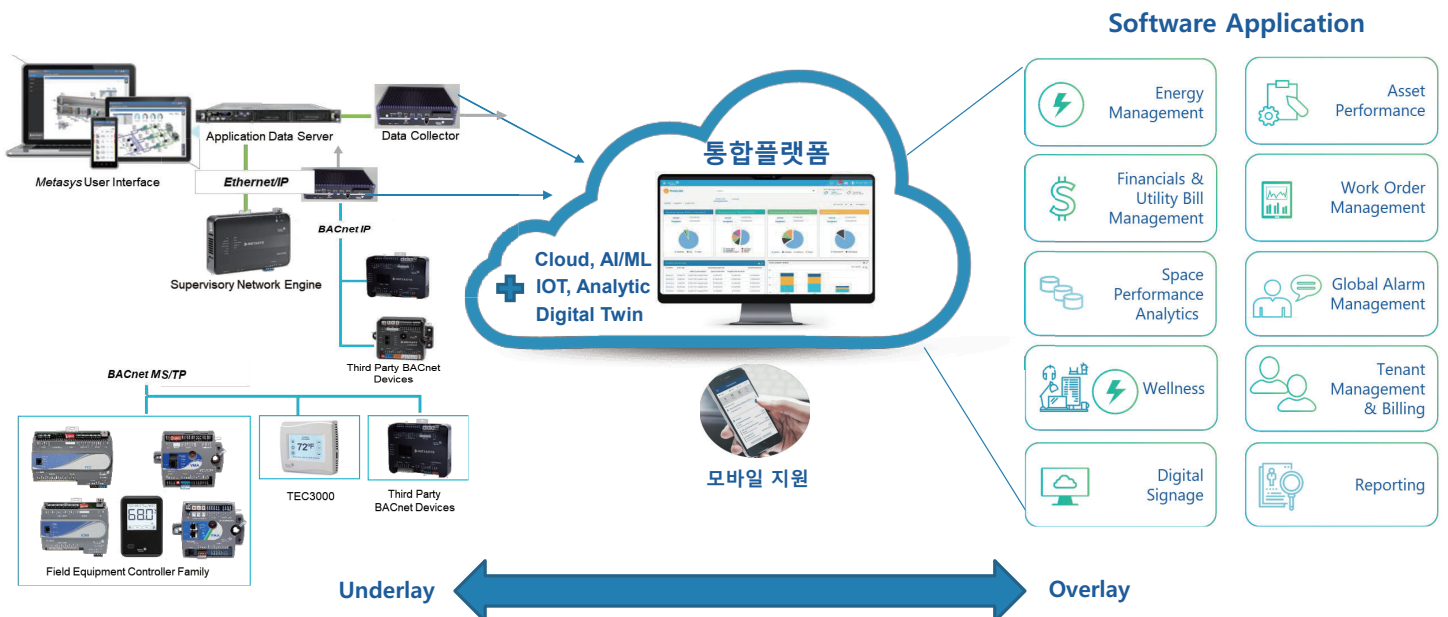 Software Application
Application Data Server
Data Collector
Metasys User Interface
Ethernet/IP
BACnet IP
Supervisory Network Engine
Third Party BACnet
Devices
BACnet MS/TP
72°F
68.0
TEC3000
Third Party
BACnet Devices
Field Equipment Controller Family
통합플랫폼
Cloud, AI/ML
IOT, Analytic
Digital Twin
모바일 지원
Energy
Management
Asset
Performance
Financials &
Utility Bill
Management
Work Order
Management
Space
Performance
Analytics
Global Alarm
Management
Wellness
Tenant
Management
& Billing
Digital
Signage
Reporting
Underlay
Overlay